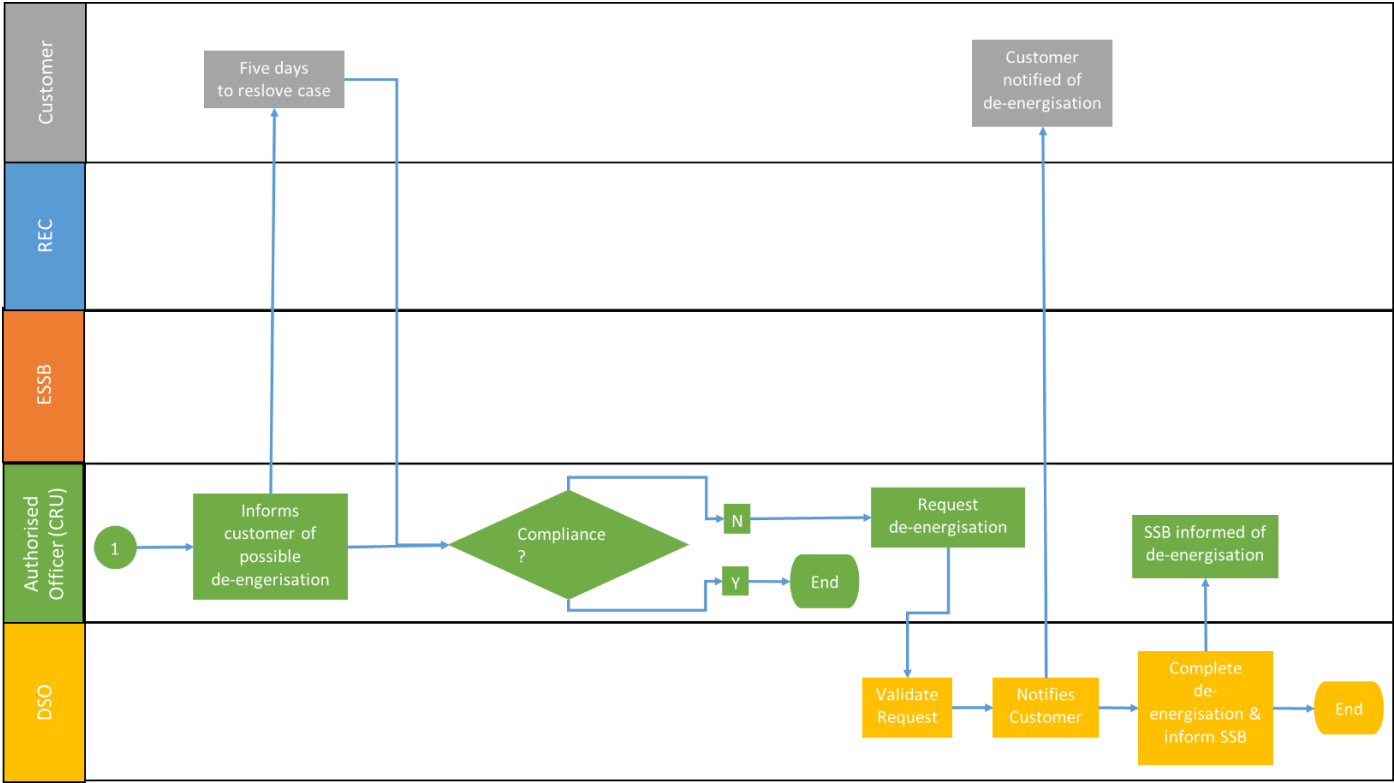 Customer
Five days
to reslove case
Customer
notified of
de-energisation
REC
ESSB
Authorised
Officer (CRU)
1
Informs
customer of
possible
de-engerisation
Compliance
?
N
Y
End
Request
de-energisation
SSB informed of
de-energisation
DSO
Validate
Request
Notifies
Customer
Complete
de-
energisation &
inform SSB
End